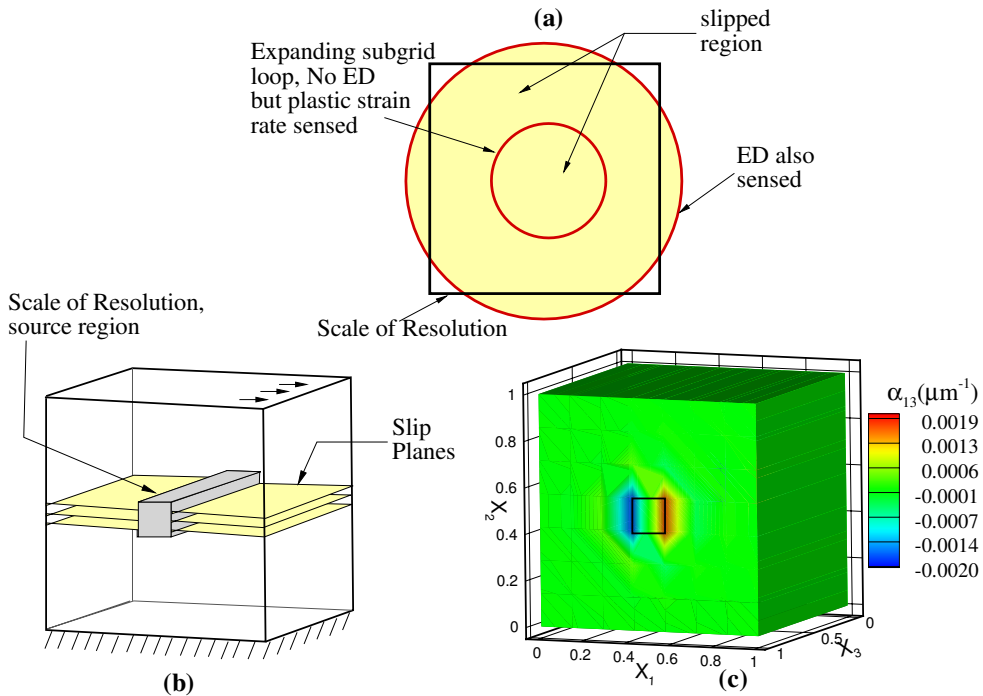 (a)
slipped
region
Expanding subgrid
loop, No ED
but plastic strain
rate sensed
ED also
sensed
Scale of Resolution
Scale of Resolution,
source region
Slip
Planes
(b)
α13(μm-1)
0.0019
0.0013
0.0006
-0.0001
-0.0007
-0.0014
-0.0020
1
0.8
0.6
0.4
0.2
0
X2
0
0.2
0.4
0.6
0.8
1
X1
1
0.5
0
X3
(c)